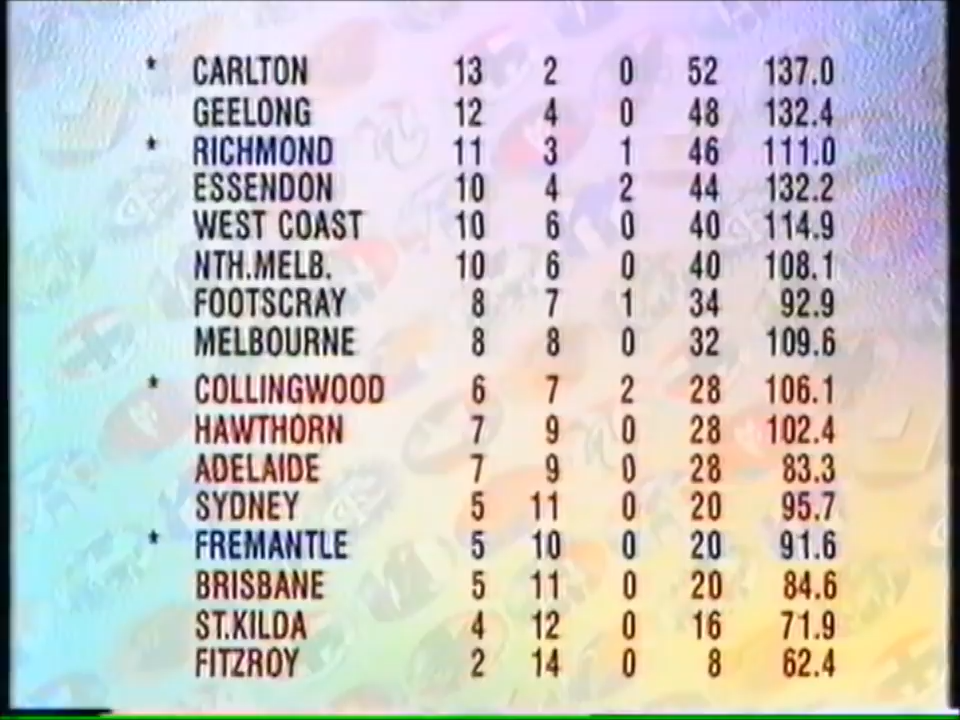 * CARLTON 13 2 0 52 137.0
GEELONG 12 4 0 48 132.4
* RICHMOND 11 3 1 46 111.0
ESSENDON 10 4 2 44 132.2
WEST COAST 10 6 0 40 114.9
NTH.MELB. 10 6 0 40 108.1
FOOTSCRAY 8 7 1 34 92.9
MELBOURNE 8 8 0 32 109.6
* COLLINGWOOD 6 7 2 28 106.1
HAWTHORN 7 9 0 28 102.4
ADELAIDE 7 9 0 28 83.3
SYDNEY 5 11 0 20 95.7
* FREMANTLE 5 10 0 20 91.6
BRISBANE 5 11 0 20 84.6
ST.KILDA 4 12 0 16 71.9
FITZROY 2 14 0 8 62.4